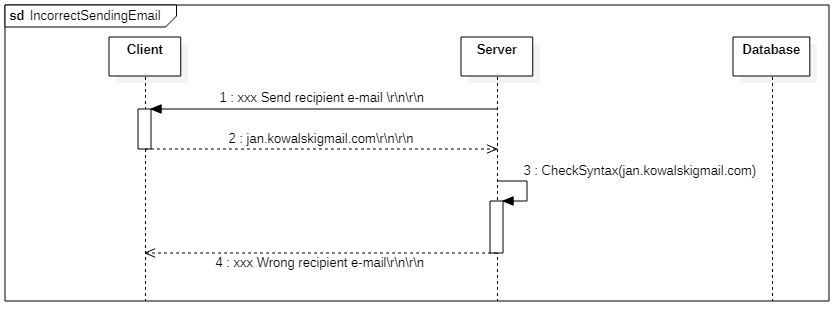 sd IncorrectSendingEmail
Client
Server
Database
1 : xxx Send recipient e-mail \r\n\r\n
2 : jan.kowalskigmail.com\r\n\r\n
3 : CheckSyntax(jan.kowalskigmail.com)
4 : xxx Wrong recipient e-mail\r\n\r\n